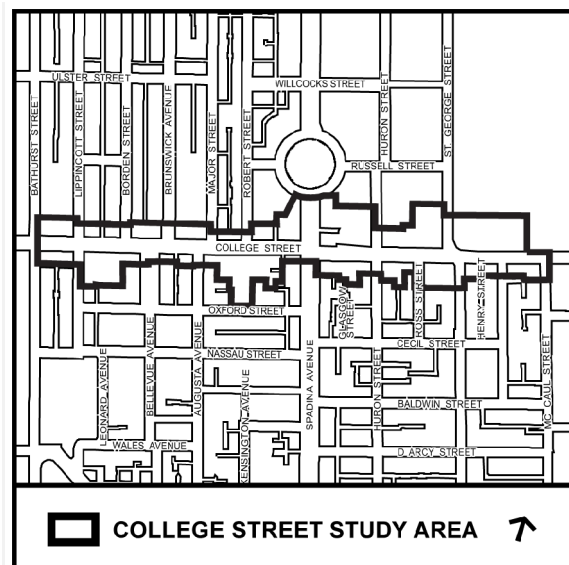 ULSTER STREET
WILLCOCKS STREET
BATHURST STREET
LIPPINCOTT STREET
BORDEN STREET
BRUNSWICK AVENUE
MAJOR STREET
ROBERT STREET
HURON STREET
ST. GEORGE STREET
RUSSELL STREET
COLLEGE STREET
OXFORD STREET
GLASGOW STREET
ROSS STREET
HENRY STREET
CECIL STREET
NASSAU STREET
LEONARD AVENUE
BELLEVUE AVENUE
AUGUSTA AVENUE
KENSINGTON AVENUE
SPADINA AVENUE
HURON STREET
BALDWIN STREET
MC CAUL STREET
WALES AVENUE
D ARCY STREET
COLLEGE STREET STUDY AREA